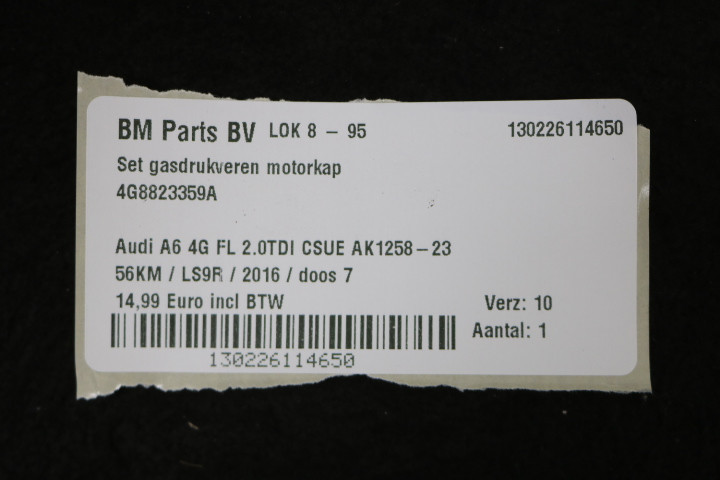 BM Parts BV LOK 8 - 95 130226114650
Set gasdrukveren motorkap
4G8823359A
Audi A6 4G FL 2.0TDI CSUE AK1258-23
56KM / LS9R / 2016 / doos 7
14,99 Euro incl BTW Verz: 10
Aantal: 1
130226114650